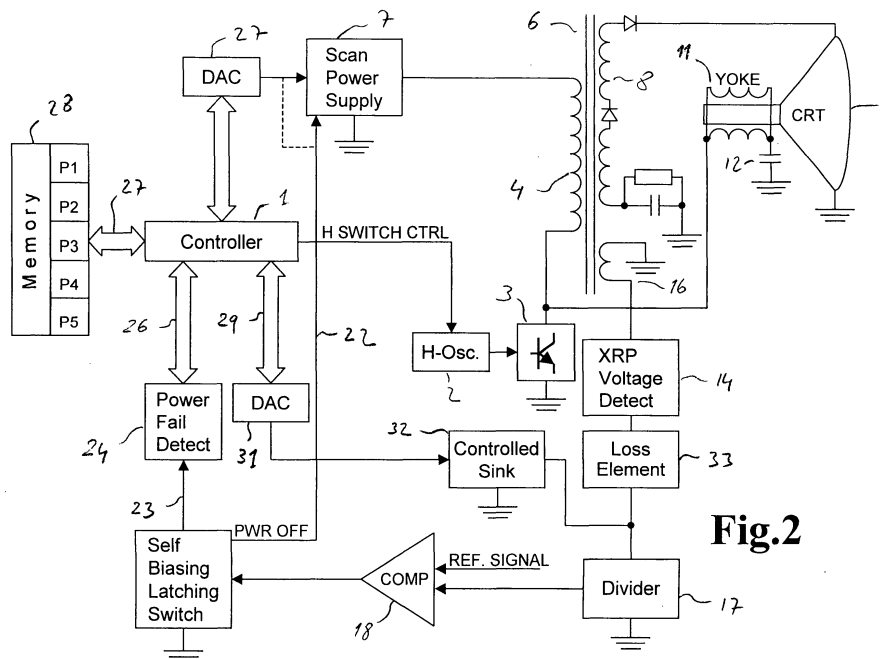 27
7
6
DAC
Scan
Power
Supply
11
YOKE
8
CRT
28
Memory
P1
P2
P3
P4
P5
27
1
4
12
Controller
H SWITCH CTRL
16
3
26
29
22
H-Osc.
2
XRP
Voltage
Detect
14
Power
Fail
Detect
24
DAC
31
32
Controlled
Sink
Loss
Element
33
23
PWR OFF
Fig.2
Self
Biasing
Latching
Switch
COMP
18
REF. SIGNAL
Divider
17